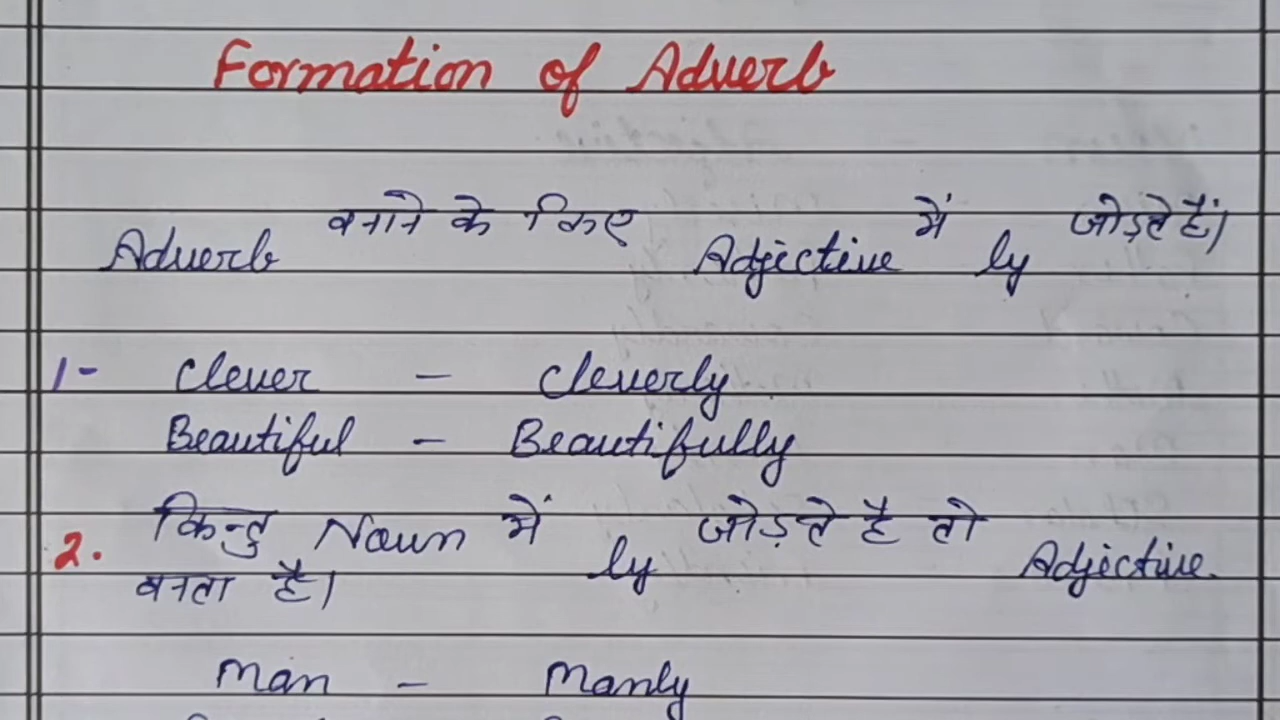 Formation of Adverb
Adverb बनाने के किए Adjective में ly जोड़ते हैं।
1- Clever - Cleverly
Beautiful - Beautifully
2. किन्तु Noun में ly जोड़ते है तो Adjective.
बनता है।
Man - Manly